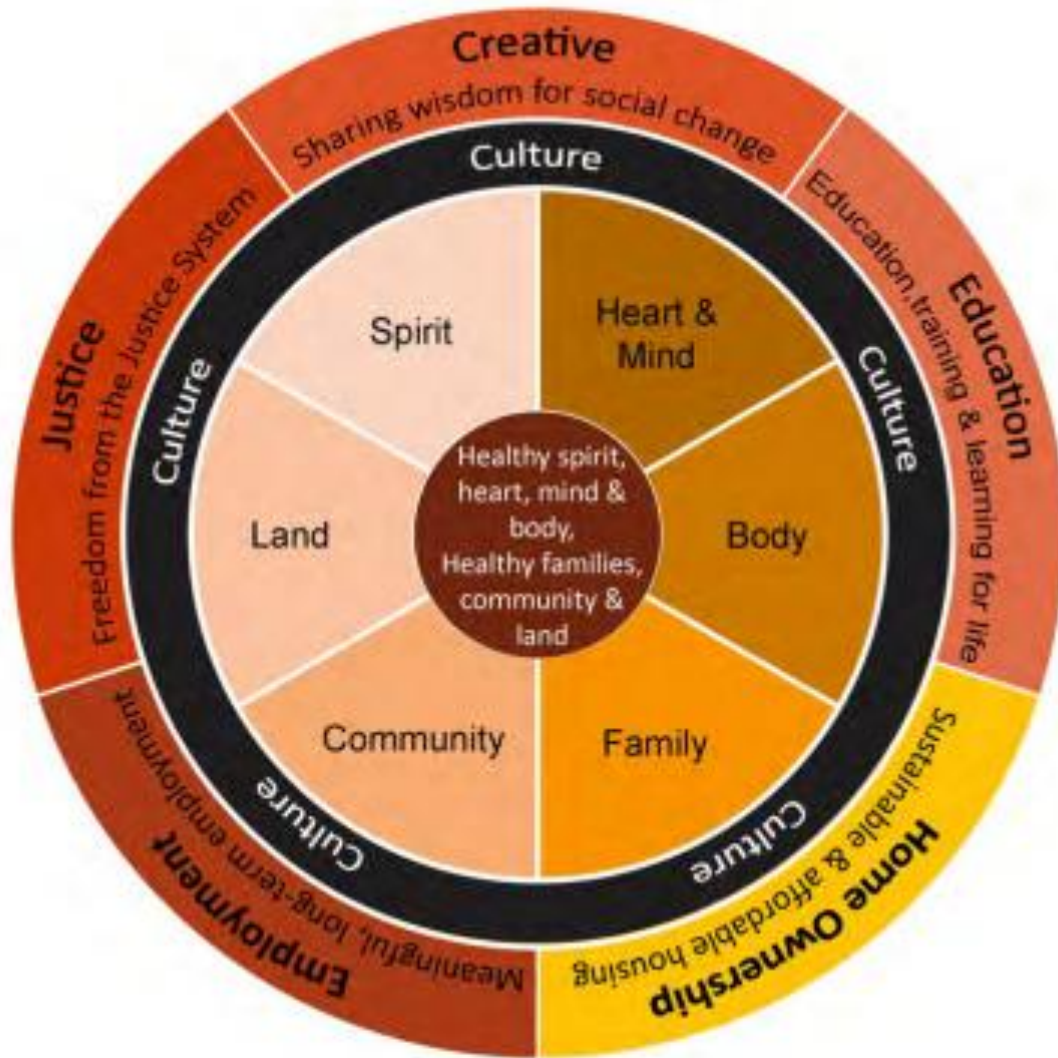 Creative
Sharing wisdom for social change
Education
Education,training & learning for life
Home Ownership
Sustainable & affordable housing
Employment
Meaningful, long-term employment
Justice
Freedom from the Justice System
Culture
Culture
Culture
Culture
Culture
Spirit
Heart &
Mind
Land
Body
Community
Family
Healthy spirit,
heart, mind &
body,
Healthy families,
community &
land